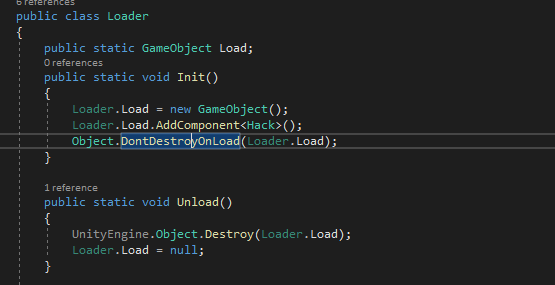 6 references
public class Loader
{
public static GameObject Load;
0 references
public static void Init()
{
Loader.Load = new GameObject();
Loader.Load.AddComponent<Hack>();
Object.DontDestroyOnLoad(Loader.Load);
}
1 reference
public static void Unload()
{
UnityEngine.Object.Destroy(Loader.Load);
Loader.Load = null;
}